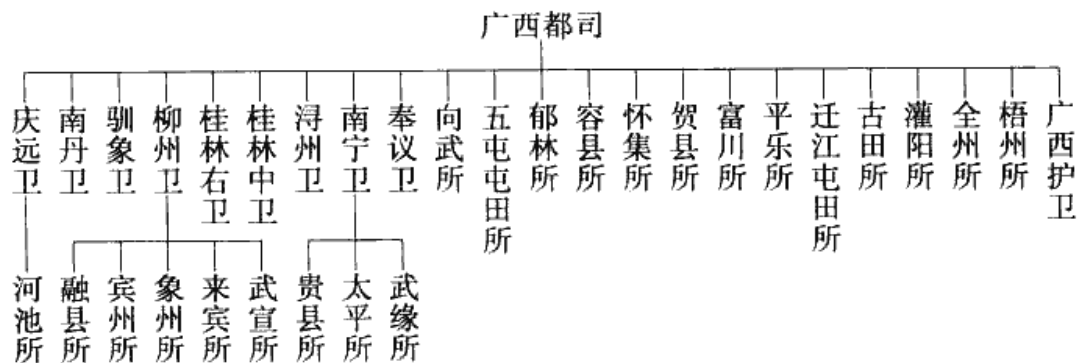 广西都司
庆远卫
南丹卫
驯象卫
柳州卫
桂林右卫
桂林中卫
浔州卫
南宁卫
奉议卫
向武所
五屯屯田所
郁林所
容县所
怀集所
贺县所
富川所
平乐所
迁江屯田所
古田所
灌阳所
全州所
梧州所
广西护卫
河池所
融县所
宾州所
象州所
来宾所
武宣所
贵县所
太平所
武缘所